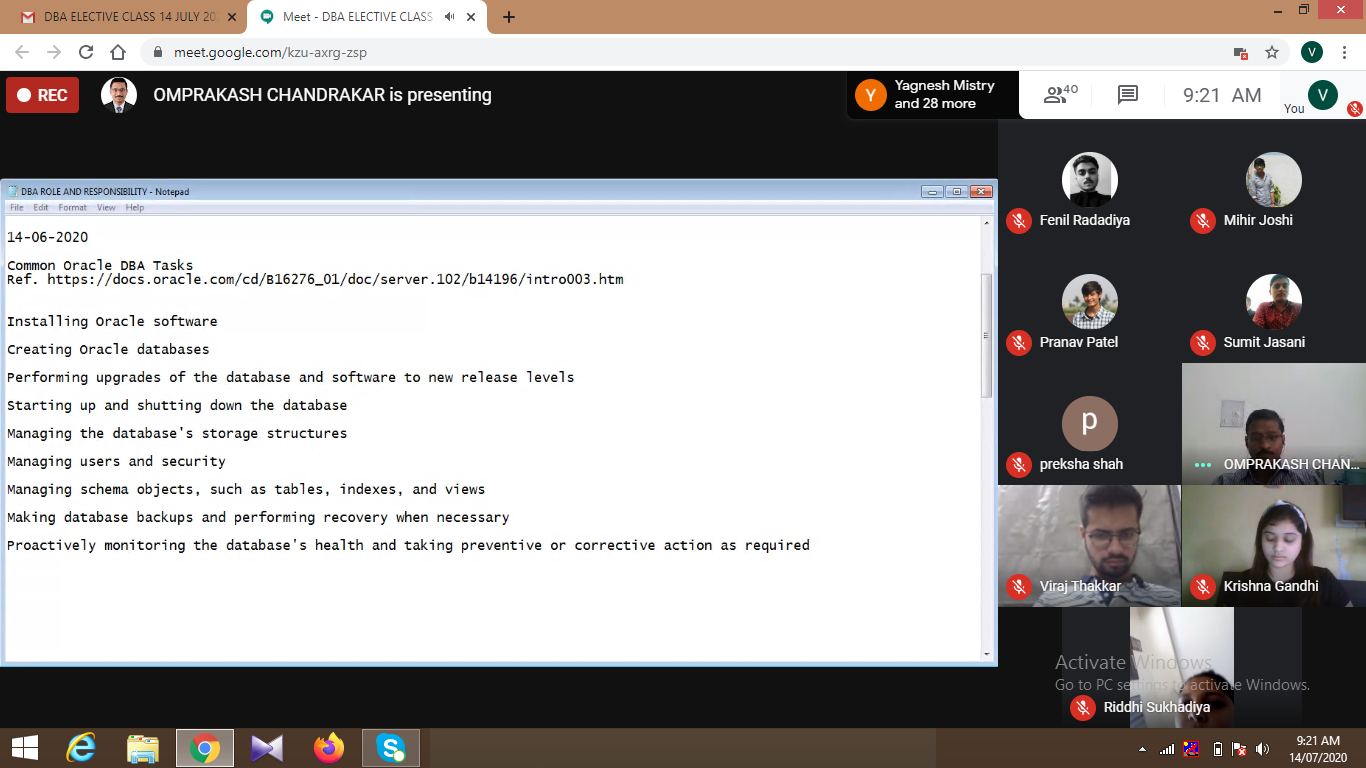 DBA ELECTIVE CLASS 14 JULY 20
Meet - DBA ELECTIVE CLASS
meet.google.com/kzu-axrg-zsp
V
REC
OMPRAKASH CHANDRAKAR is presenting
Y
Yagnesh Mistry
and 28 more
40
9:21 AM
You
V
DBA ROLE AND RESPONSIBILITY - Notepad
File Edit Format View Help
14-06-2020
Common Oracle DBA Tasks
Ref. https://docs.oracle.com/cd/B16276_01/doc/server.102/b14196/intro003.htm
Installing Oracle software
Creating Oracle databases
Performing upgrades of the database and software to new release levels
Starting up and shutting down the database
Managing the database's storage structures
Managing users and security
Managing schema objects, such as tables, indexes, and views
Making database backups and performing recovery when necessary
Proactively monitoring the database's health and taking preventive or corrective action as required
Fenil Radadiya
Mihir Joshi
Pranav Patel
Sumit Jasani
p
preksha shah
OMPRAKASH CHAN...
Viraj Thakkar
Krishna Gandhi
Activate Windows
Go to PC settings to activate Windows.
Riddhi Sukhadiya
9:21 AM
14/07/2020